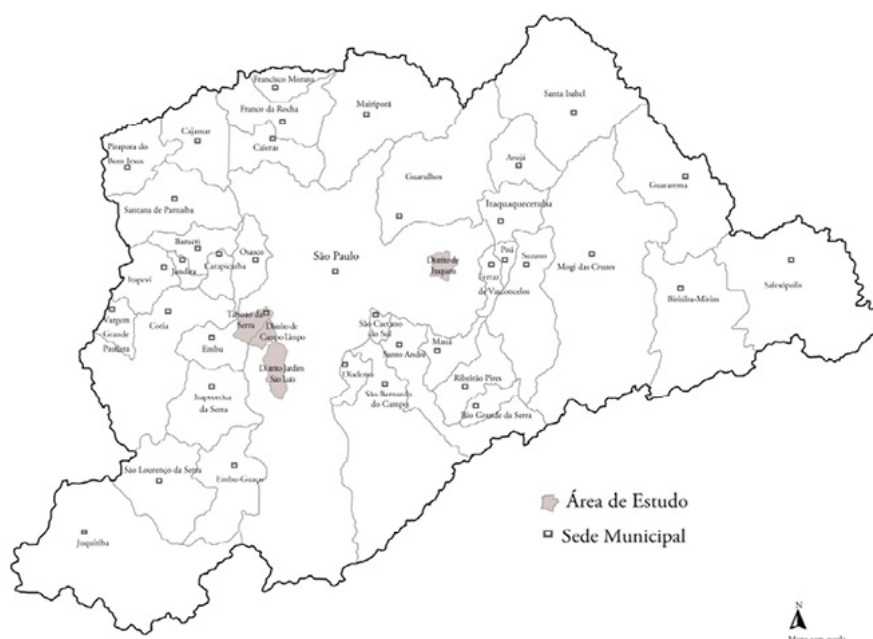 Francisco Morato
Franco da Rocha
Mairiporã
Santa Isabel
Cajamar
Caieras
Pirapora do
Bom Jesus
Arujá
Guarulhos
Guararema
Santana de Parnaíba
Itaquaquecetuba
Barueri
Osasco
São Paulo
Distrito de
Itaquera
Poá
Suzano
Mogi das Cruzes
Salesópolis
Itapevi
Jandira
Carapicuíba
Ferraz
de Vasconcelos
Biritiba-Mirim
Vargem
Grande
Paulista
Cotia
Taboão da
Serra
Distrito de
Campo Limpo
São Caetano
do Sul
Mauá
Embu
Santo André
Distrito Jardim
São Luís
Diadema
Ribeirão Pires
Itapecerica
da Serra
São Bernardo
do Campo
Rio Grande da Serra
São Lourenço da Serra
Embu-Guaçu
Área de Estudo
Sede Municipal
Juquitiba
N